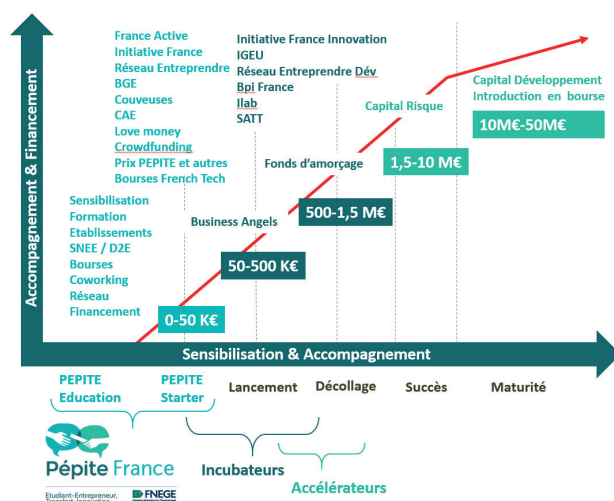 Accompagnement & Financement
France Active
Initiative France
Réseau Entreprendre
BGE
Couveuses
CAE
Love money
Crowdfunding
Prix PEPITE et autres
Bourses French Tech
Initiative France Innovation
IGEU
Réseau Entreprendre Dév
Bpi France
Ilab
SATT
Capital Développement
Introduction en bourse
10M€-50M€
Capital Risque
1,5-10 M€
Fonds d'amorçage
500-1,5 M€
Business Angels
50-500 K€
Sensibilisation
Formation
Etablissements
SNEE / D2E
Bourses
Coworking
Réseau
Financement
0-50 K€
Sensibilisation & Accompagnement
PEPITE
Education
PEPITE
Starter
Lancement
Décollage
Succès
Maturité
Pépite France
Etudiant-Entrepreneur,
FNEGE
Incubateurs
Accélérateurs